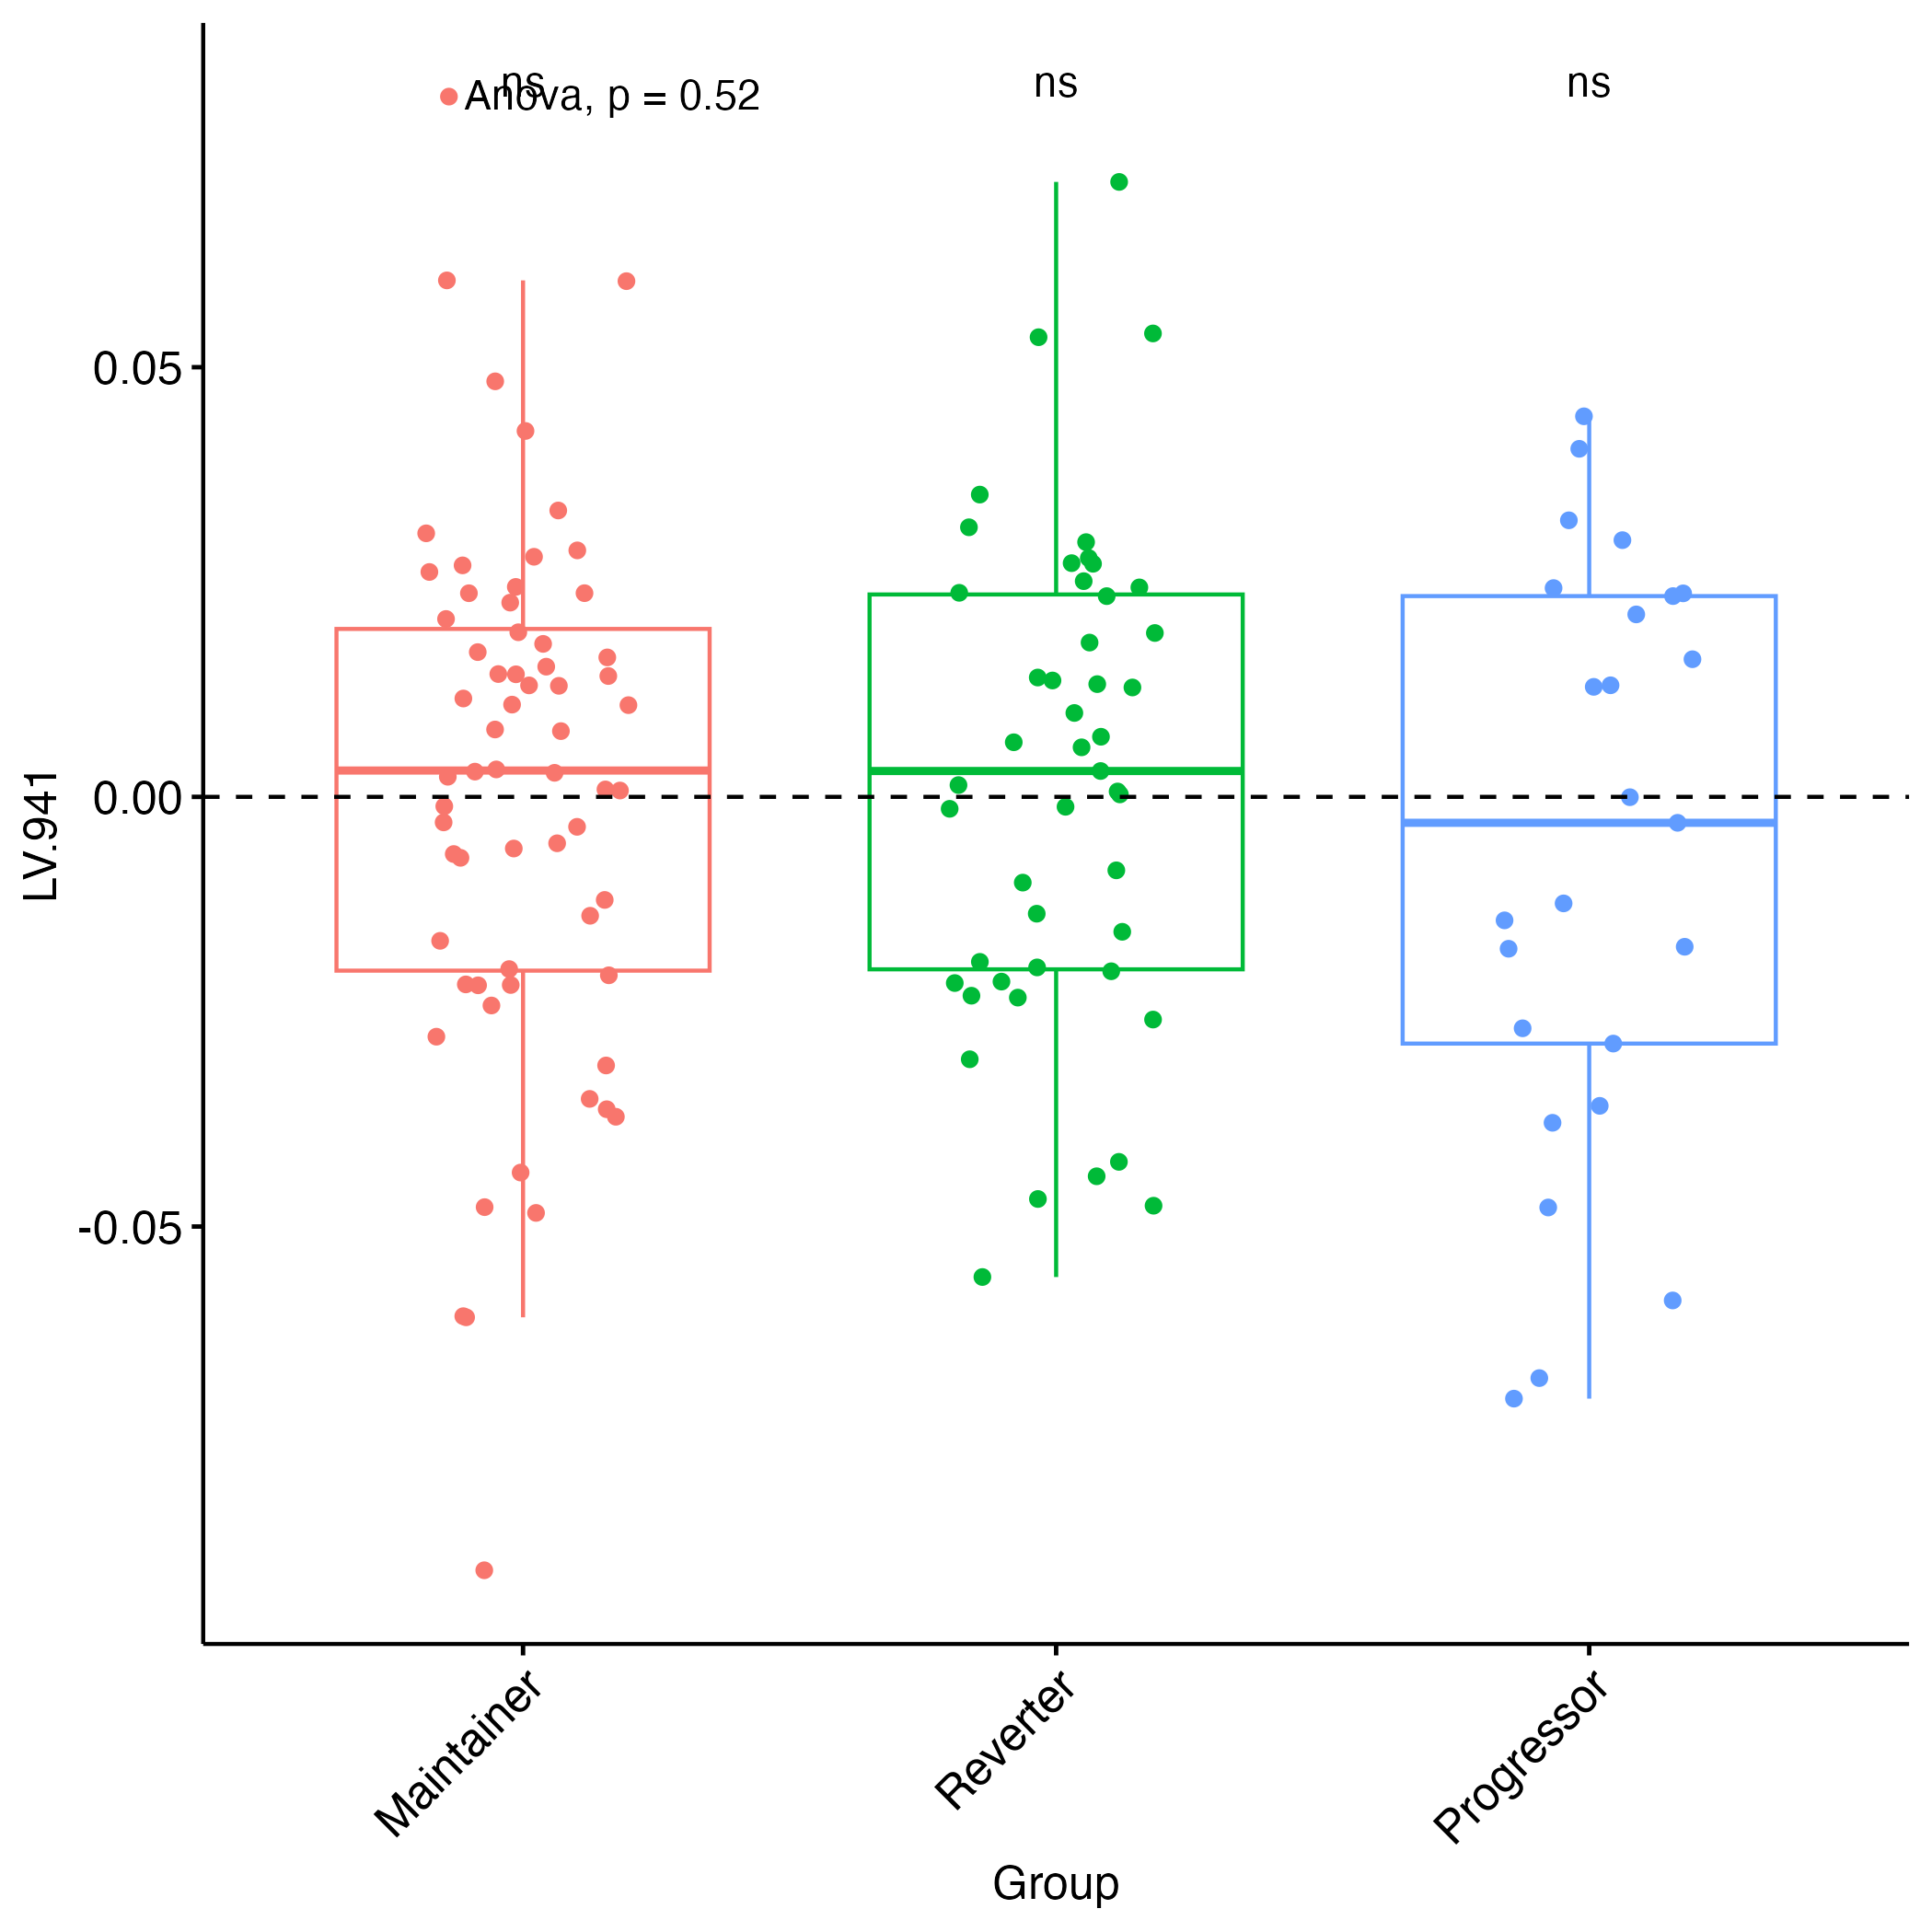 ns
Anova, p = 0.52
ns
ns
LV.941
0.05
0.00
-0.05
Maintainer
Reverter
Progressor
Group